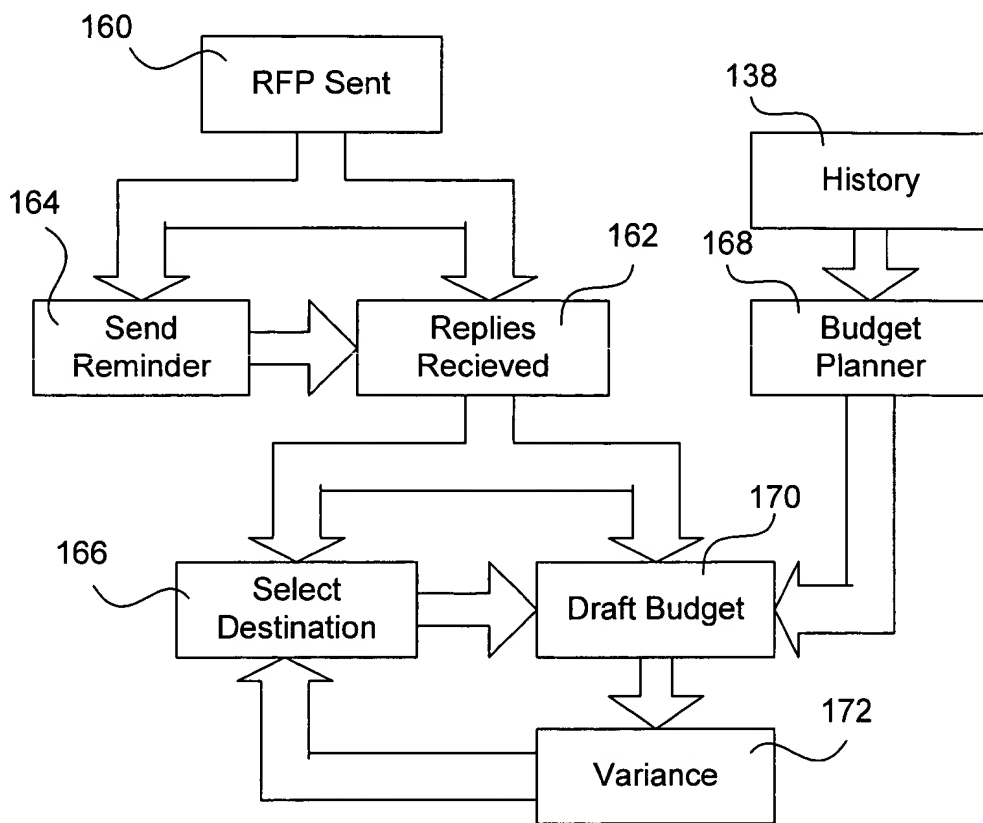 160
RFP Sent
138
History
164
162
168
Send
Reminder
Replies
Recieved
Budget
Planner
170
166
Select
Destination
Draft Budget
172
Variance